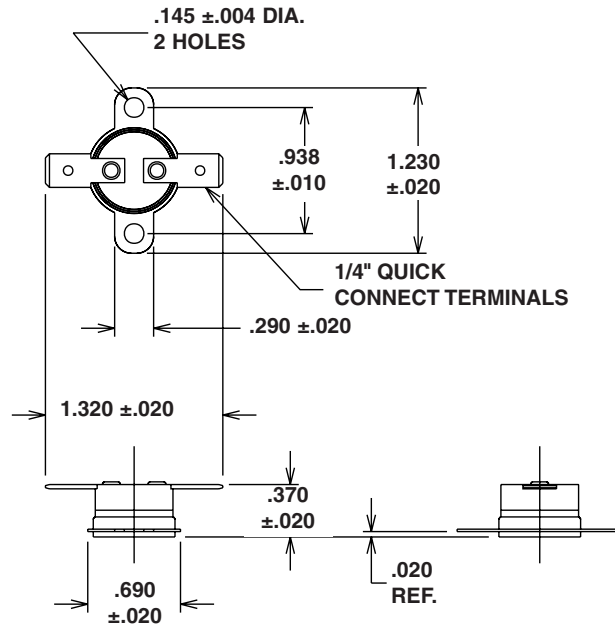 .145 ±.004 DIA.
2 HOLES
.938
±.010
1.230
±.020
1/4" QUICK
CONNECT TERMINALS
.290 ±.020
1.320 ±.020
.370
±.020
.020
REF.
.690
±.020